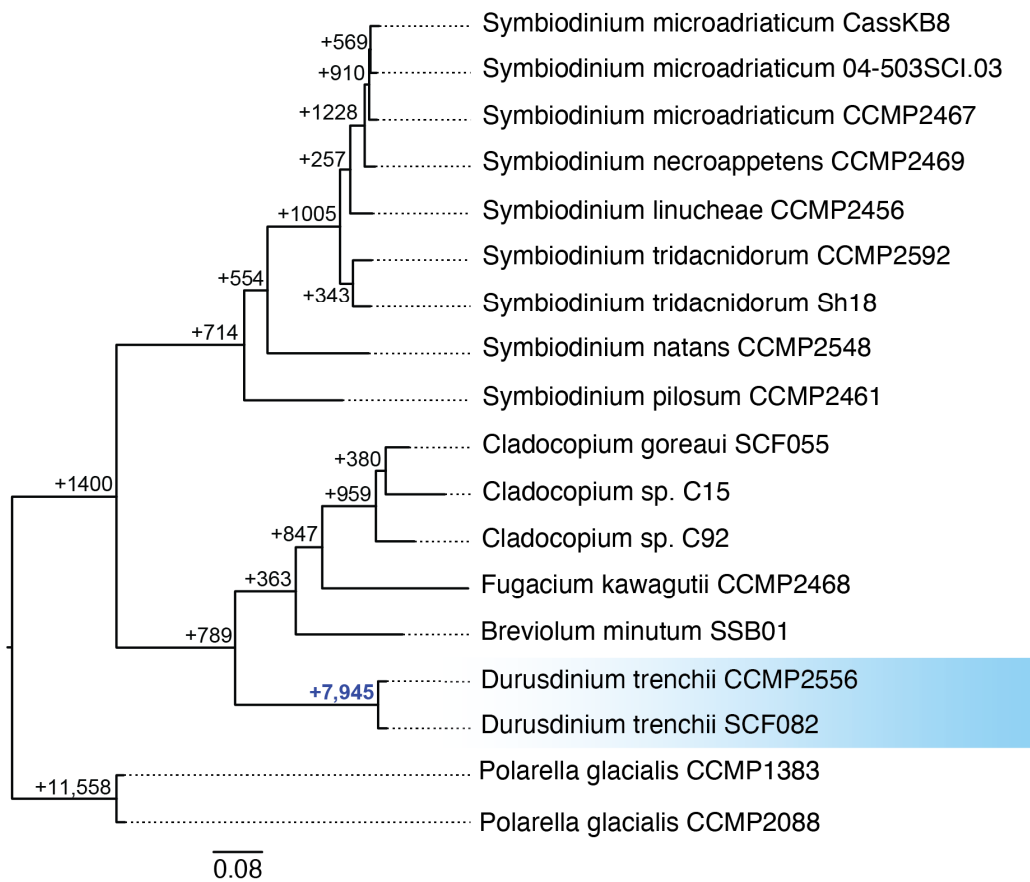 Symbiodinium microadriaticum CassKB8
+569
Symbiodinium microadriaticum 04-503SCI.03
+910
Symbiodinium microadriaticum CCMP2467
+1228
Symbiodinium necroappetens CCMP2469
+257
Symbiodinium linucheae CCMP2456
+1005
Symbiodinium tridacnidorum CCMP2592
+554
+343
Symbiodinium tridacnidorum Sh18
+714
Symbiodinium natans CCMP2548
Symbiodinium pilosum CCMP2461
Cladocopium goreaui SCF055
+380
+1400
+959
Cladocopium sp. C15
+847
Cladocopium sp. C92
+363
Fugacium kawagutii CCMP2468
+789
Breviolum minutum SSB01
+7,945
Durusdinium trenchii CCMP2556
Durusdinium trenchii SCF082
+11,558
Polarella glacialis CCMP1383
Polarella glacialis CCMP2088
0.08